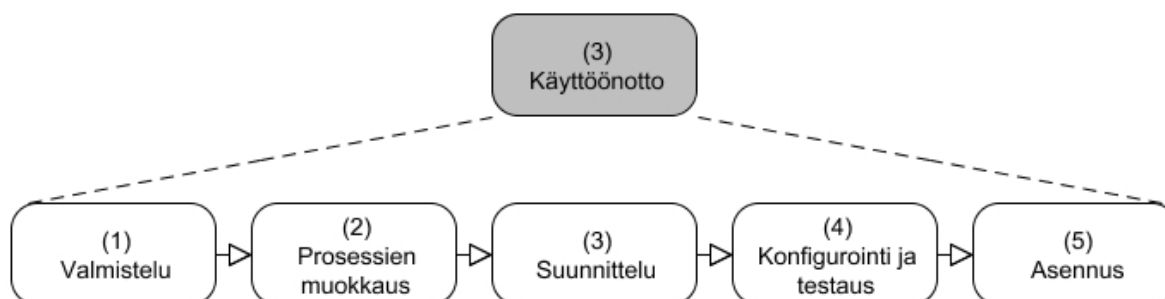 (3)
Käyttöönotto
(1)
Valmistelu
(2)
Prosessien
muokkaus
(3)
Suunnittelu
(4)
Konfigurointi ja
testaus
(5)
Asennus